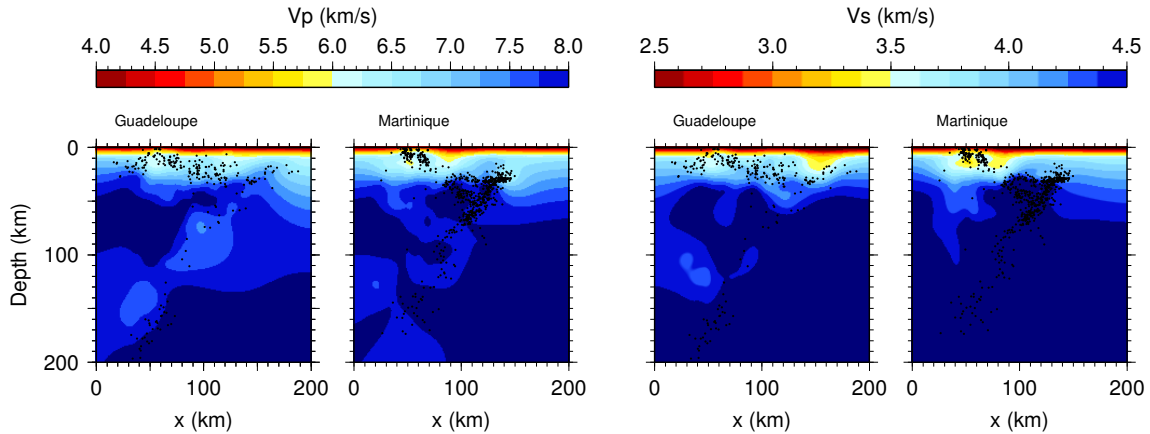 Vp (km/s)
4.0 4.5 5.0 5.5 6.0 6.5 7.0 7.5 8.0
Vs (km/s)
2.5 3.0 3.5 4.0 4.5
Guadeloupe
Martinique
Guadeloupe
Martinique
Depth (km)
0
100
200
0 100 200
x (km)
0 100 200
x (km)
0
100
200
0 100 200
x (km)
0 100 200
x (km)